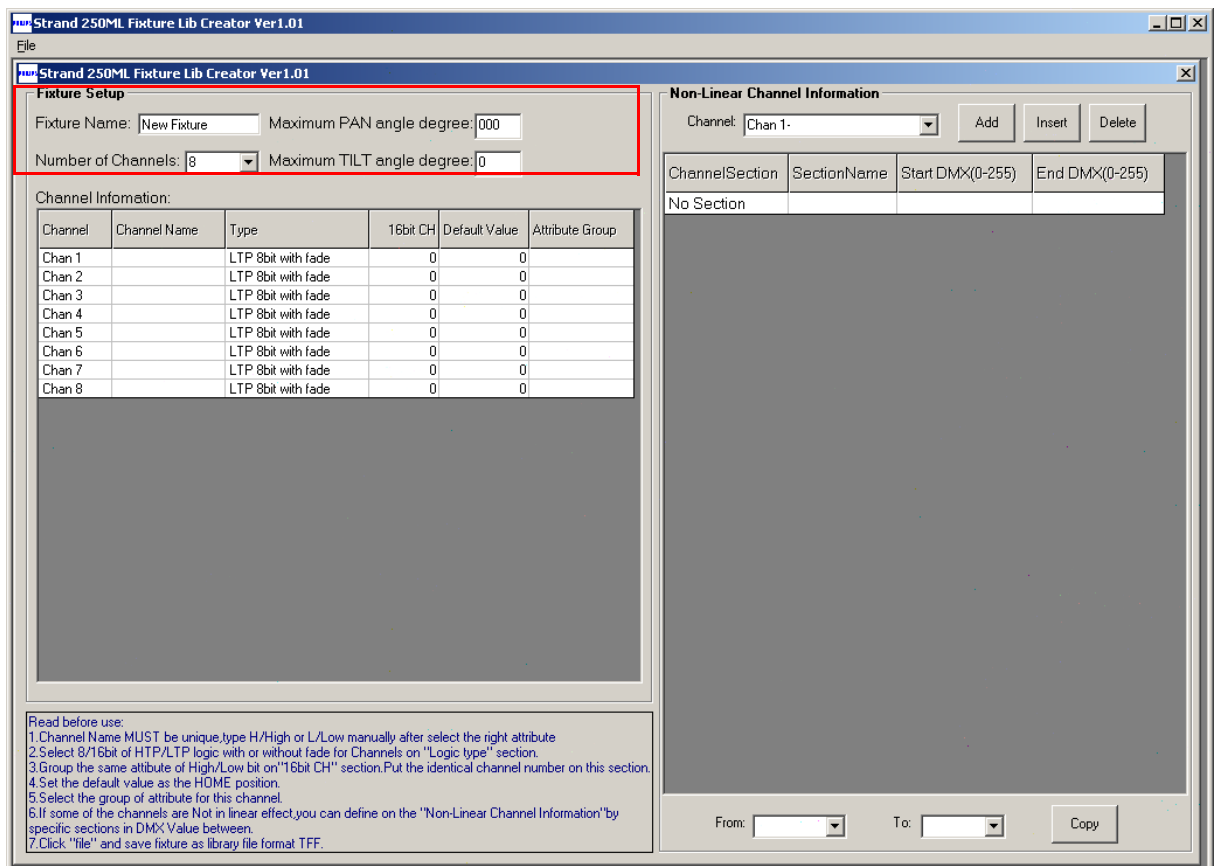 Strand 250ML Fixture Lib Creator Ver1.01
File
Strand 250ML Fixture Lib Creator Ver1.01
Fixture Setup
Fixture Name: New Fixture Maximum PAN angle degree: 000
Number of Channels: 8 Maximum TILT angle degree: 0
Channel Infomation:
Channel Channel Name Type 16bit CH Default Value Attribute Group
Chan 1 LTP 8bit with fade 0 0
Chan 2 LTP 8bit with fade 0 0
Chan 3 LTP 8bit with fade 0 0
Chan 4 LTP 8bit with fade 0 0
Chan 5 LTP 8bit with fade 0 0
Chan 6 LTP 8bit with fade 0 0
Chan 7 LTP 8bit with fade 0 0
Chan 8 LTP 8bit with fade 0 0
Read before use:
1.Channel Name MUST be unique,type H/High or L/Low manually after select the right attribute
2.Select 8/16bit of HTP/LTP logic with or without fade for Channels on "Logic type" section.
3.Group the same attibute of High/Low bit on"16bit CH" section.Put the identical channel number on this section.
4.Set the default value as the HOME position.
5.Select the group of attribute for this channel.
6.If some of the channels are Not in linear effect,you can define on the "Non-Linear Channel Information"by
specific sections in DMX Value between.
7.Click "file" and save fixture as library file format TFF.
Non-Linear Channel Information
Channel: Chan 1- Add Insert Delete
ChannelSection SectionName Start DMX(0-255) End DMX(0-255)
No Section
From: To: Copy